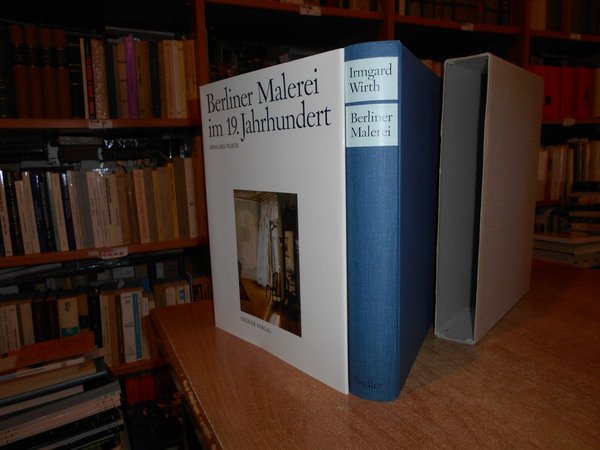 Berliner Malerei
im 19. Jahrhundert
IRMGARD WIRTH
SIEDLER VERLAG
Irmgard
Wirth
Berliner
Malerei
Siedler